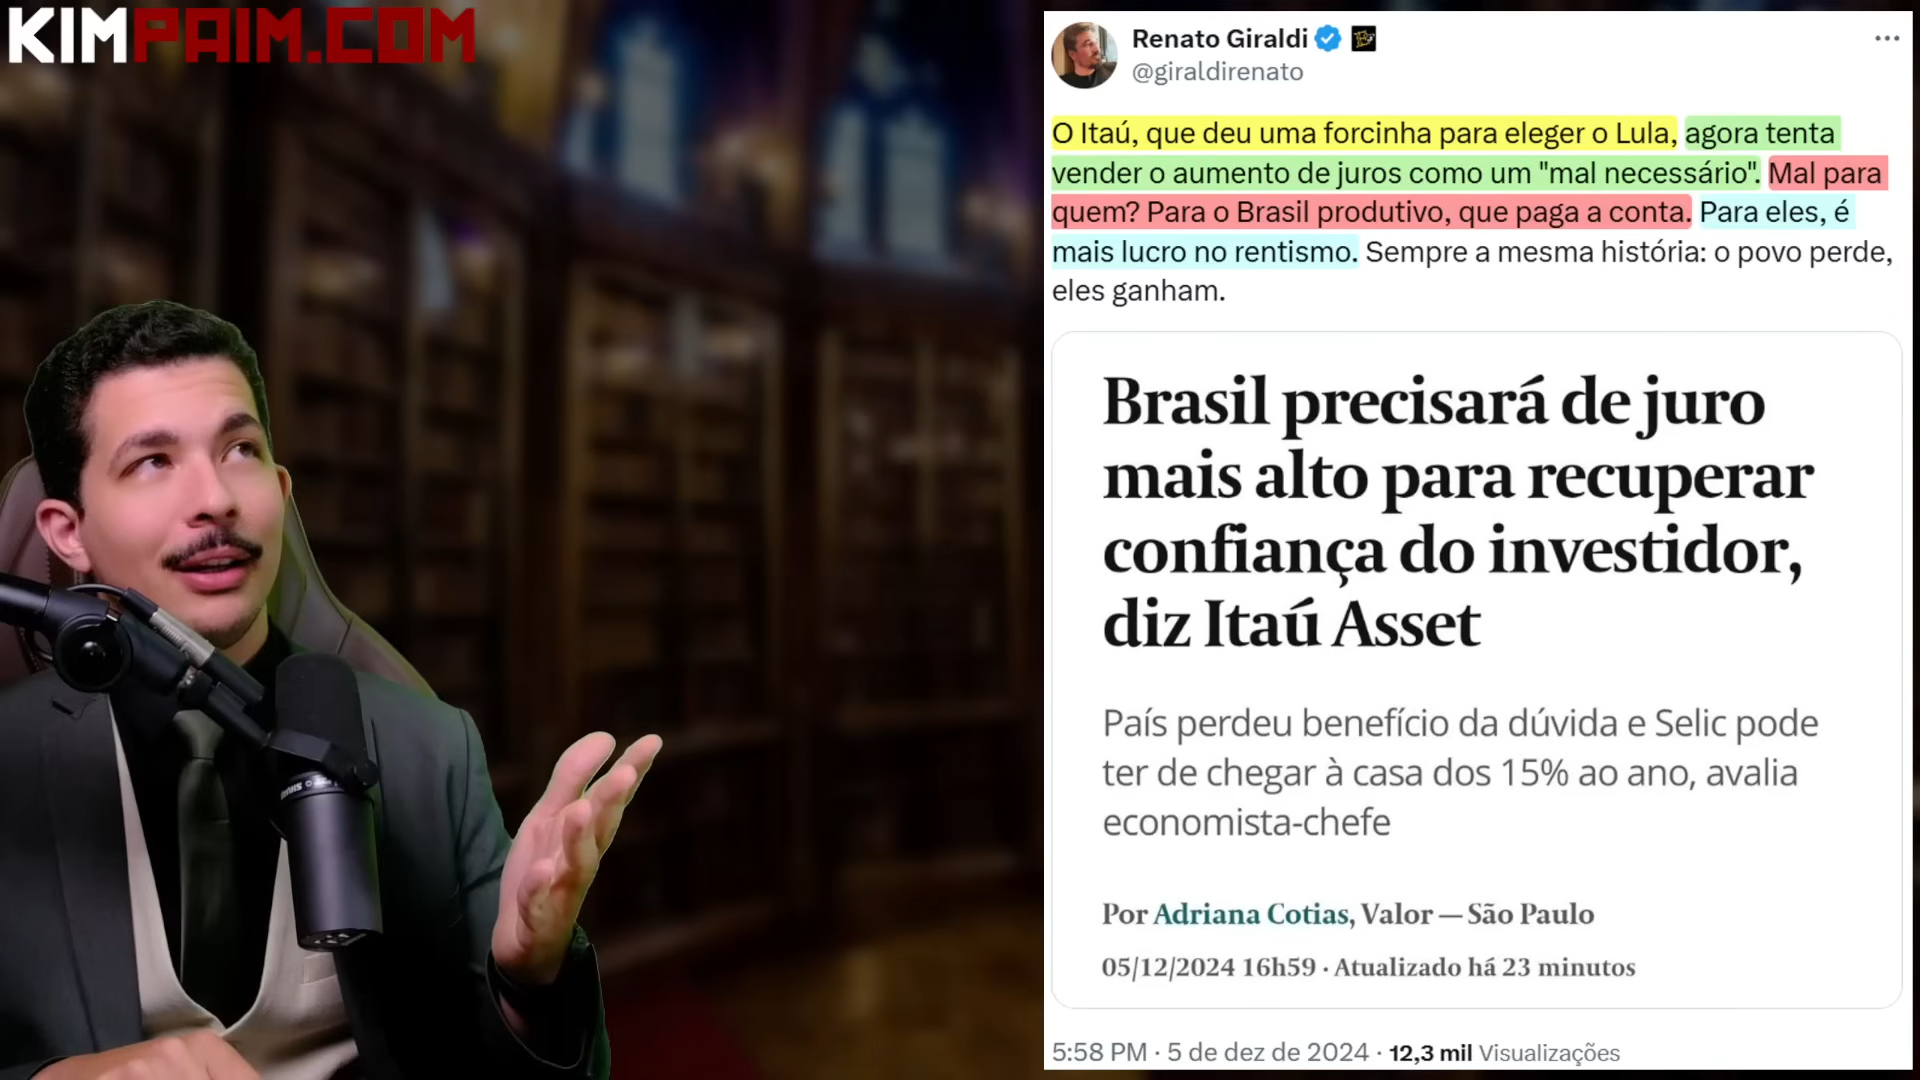 KIMPAIM.COM
Renato Giraldi
@giraldirenato
O Itaú, que deu uma forcinha para eleger o Lula, agora tenta
vender o aumento de juros como um "mal necessário". Mal para
quem? Para o Brasil produtivo, que paga a conta. Para eles, é
mais lucro no rentismo. Sempre a mesma história: o povo perde,
eles ganham.
Brasil precisará de juro
mais alto para recuperar
confiança do investidor,
diz Itaú Asset
País perdeu benefício da dúvida e Selic pode
ter de chegar à casa dos 15% ao ano, avalia
economista-chefe
Por Adriana Cotias, Valor — São Paulo
05/12/2024 16h59 · Atualizado há 23 minutos
5:58 PM · 5 de dez de 2024 · 12,3 mil Visualizações
SHURE